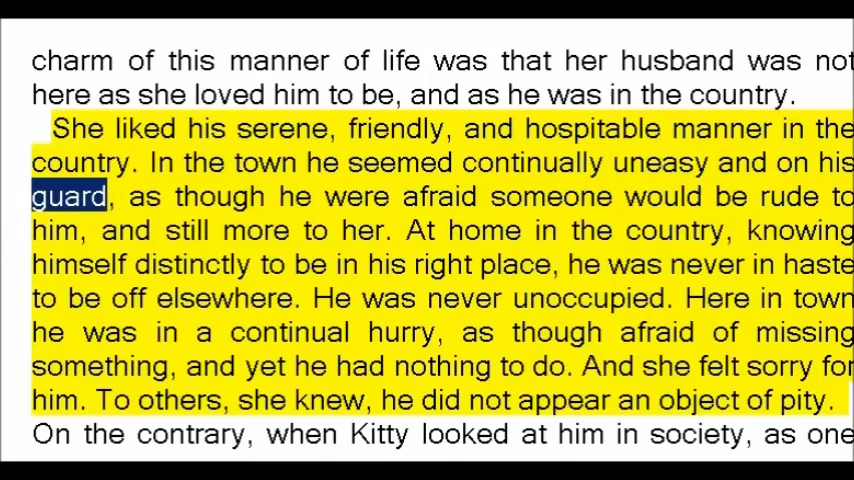 charm of this manner of life was that her husband was not
here as she loved him to be, and as he was in the country.
She liked his serene, friendly, and hospitable manner in the
country. In the town he seemed continually uneasy and on his
guard, as though he were afraid someone would be rude to
him, and still more to her. At home in the country, knowing
himself distinctly to be in his right place, he was never in haste
to be off elsewhere. He was never unoccupied. Here in town
he was in a continual hurry, as though afraid of missing
something, and yet he had nothing to do. And she felt sorry for
him. To others, she knew, he did not appear an object of pity.
On the contrary, when Kitty looked at him in society, as one